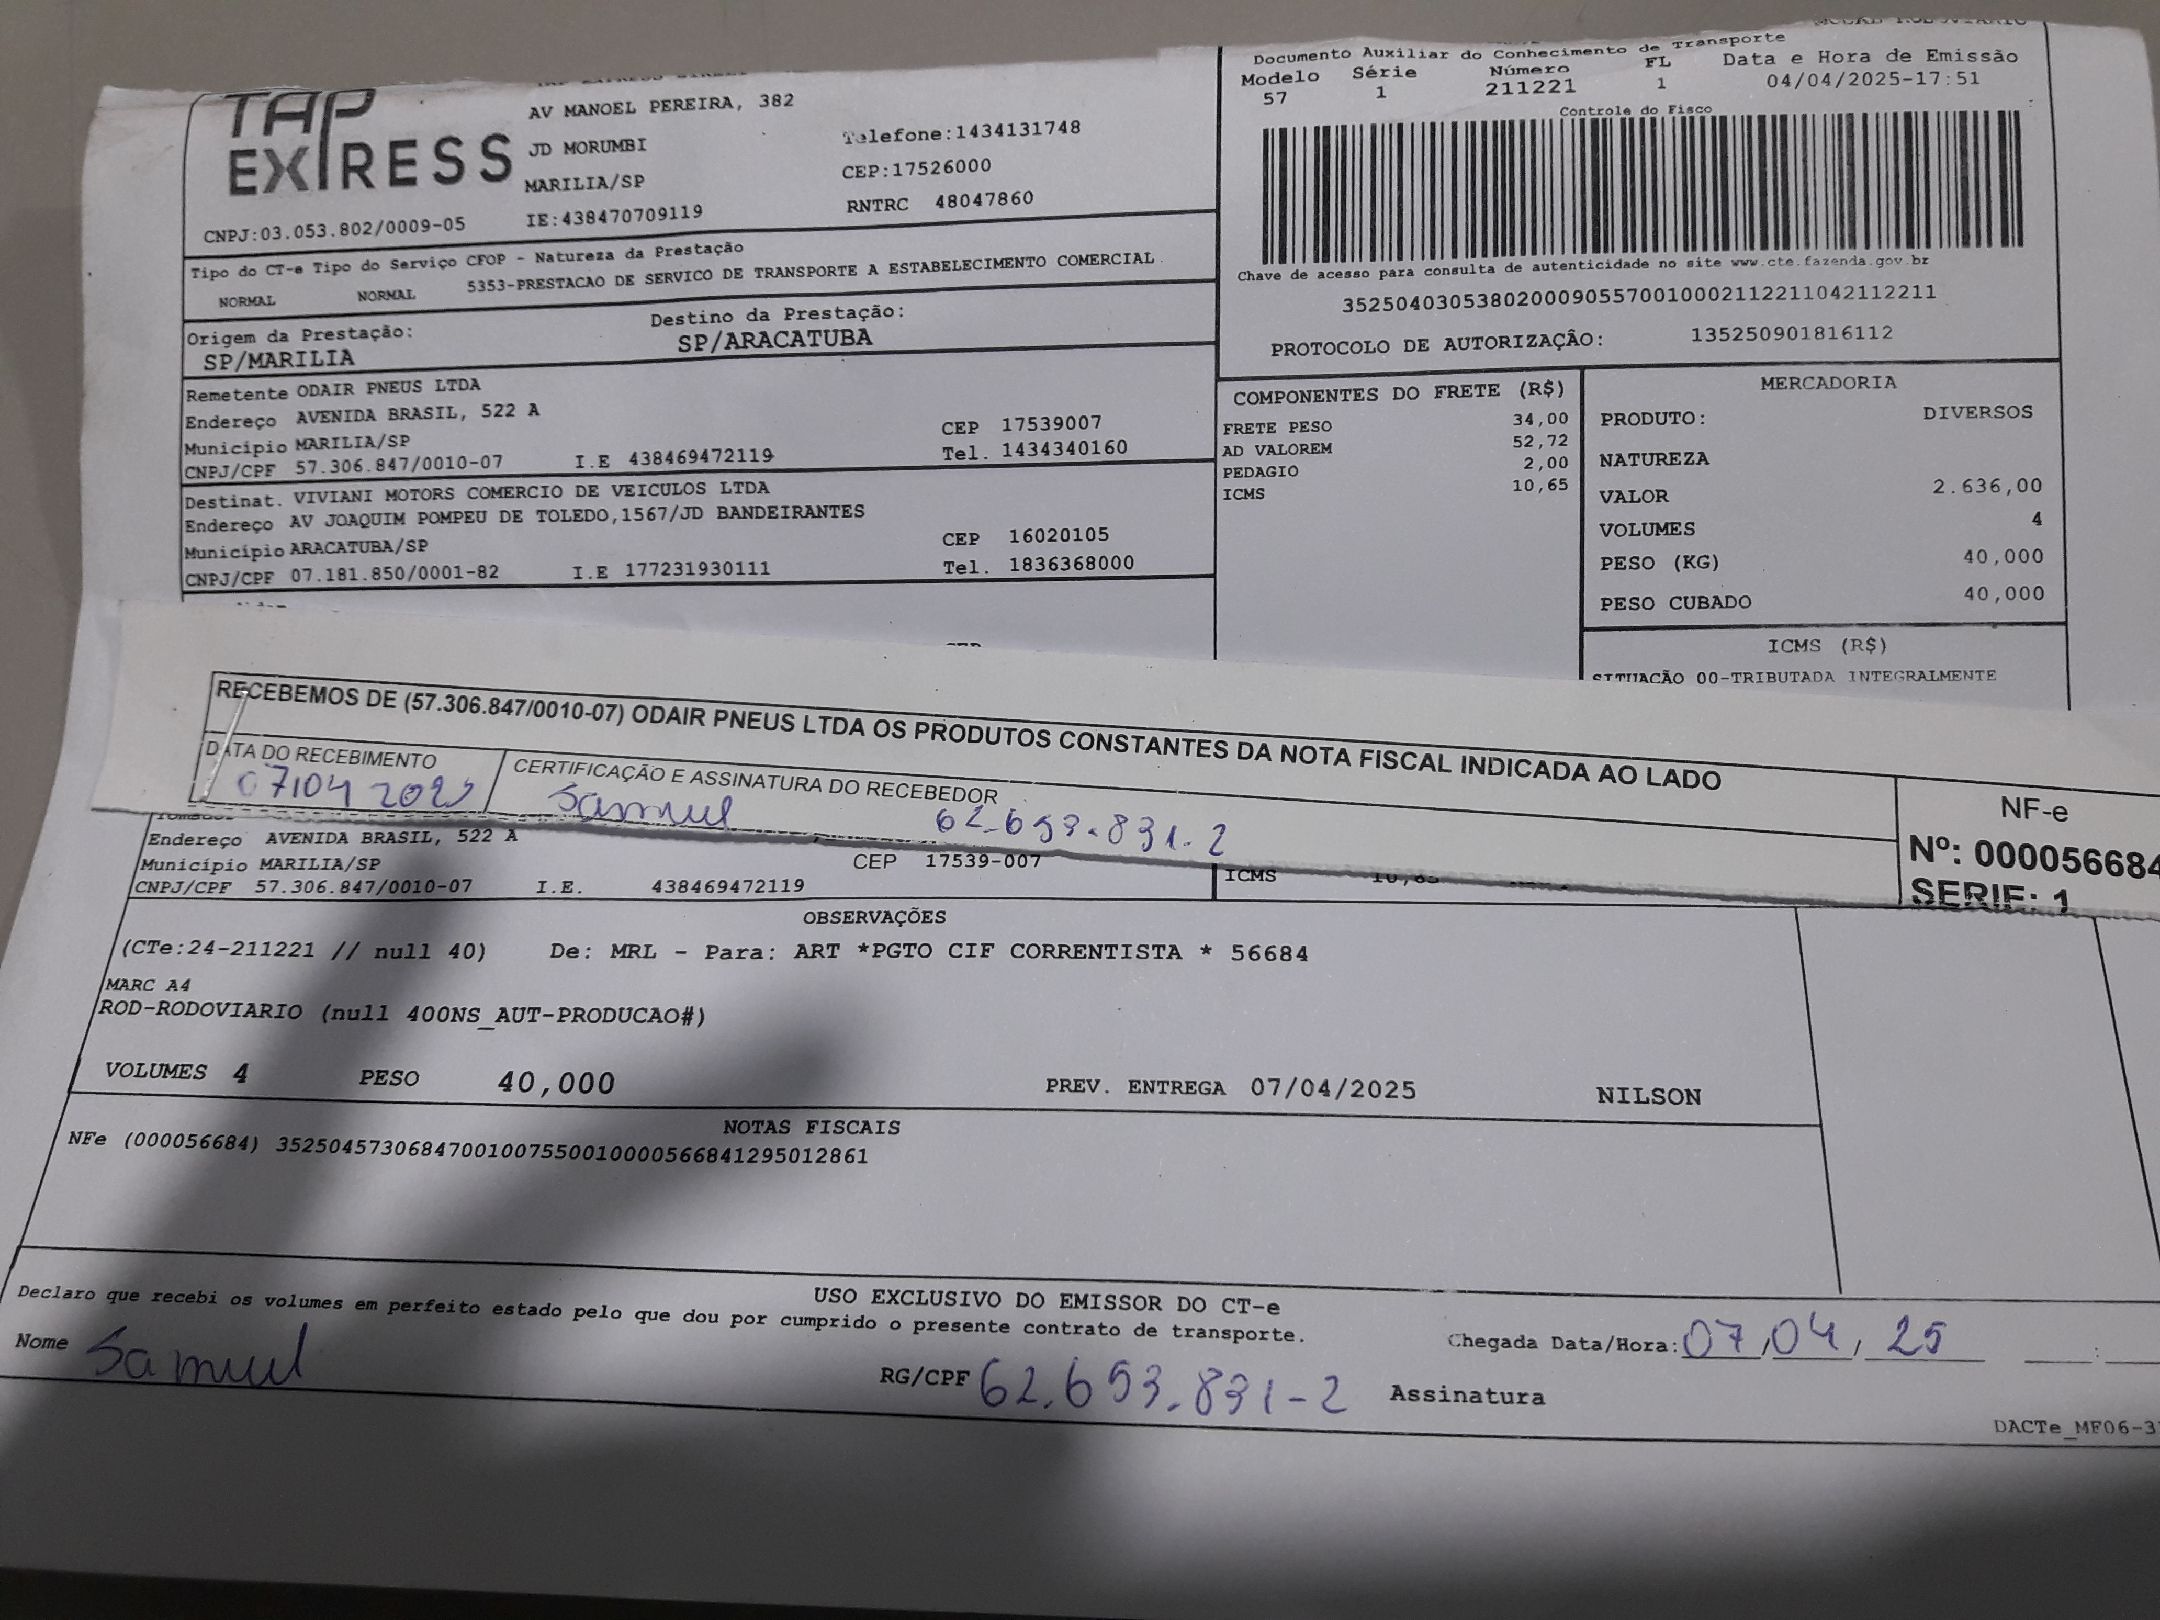 TAP
EXPRESS
AV MANOEL PEREIRA, 382
JD MORUMBI
MARILIA/SP
IE:438470709119
Telefone:1434131748
CEP:17526000
RNTRC 48047860
CNPJ:03.053.802/0009-05
Documento Auxiliar do Conhecimento de Transporte
Modelo Série Número FL Data e Hora de Emissão
57 1 211221 1 04/04/2025-17:51
Controle do Fisco
Chave de acesso para consulta de autenticidade no site www.cte.fazenda.gov.br
35250403053802000905570010002112211042112211
PROTOCOLO DE AUTORIZAÇÃO: 135250901816112
Tipo do CT-e Tipo do Serviço CFOP - Natureza da Prestação
NORMAL NORMAL 5353-PRESTACAO DE SERVICO DE TRANSPORTE A ESTABELECIMENTO COMERCIAL
Origem da Prestação: Destino da Prestação:
SP/MARILIA SP/ARACATUBA
Remetente ODAIR PNEUS LTDA
Endereço AVENIDA BRASIL, 522 A
Município MARILIA/SP CEP 17539007
CNPJ/CPF 57.306.847/0010-07 I.E 438469472119 Tel. 1434340160
Destinat. VIVIANI MOTORS COMERCIO DE VEICULOS LTDA
Endereço AV JOAQUIM POMPEU DE TOLEDO,1567/JD BANDEIRANTES
Município ARACATUBA/SP CEP 16020105
CNPJ/CPF 07.181.850/0001-82 I.E 177231930111 Tel. 1836368000
COMPONENTES DO FRETE (R$)
FRETE PESO 34,00
AD VALOREM 52,72
PEDAGIO 2,00
ICMS 10,65
MERCADORIA
PRODUTO: DIVERSOS
NATUREZA
VALOR 2.636,00
VOLUMES 4
PESO (KG) 40,000
PESO CUBADO 40,000
ICMS (R$)
SITUAÇÃO 00-TRIBUTADA INTEGRALMENTE
RECEBEMOS DE (57.306.847/0010-07) ODAIR PNEUS LTDA OS PRODUTOS CONSTANTES DA NOTA FISCAL INDICADA AO LADO
DATA DO RECEBIMENTO CERTIFICAÇÃO E ASSINATURA DO RECEBEDOR
07/04 2025 Samuel 62.653.831-2
NF-e
Nº: 000056684
SERIE: 1
Endereço AVENIDA BRASIL, 522 A
Município MARILIA/SP CEP 17539-007
CNPJ/CPF 57.306.847/0010-07 I.E. 438469472119
ICMS 10,65
OBSERVAÇÕES
(CTe:24-211221 // null 40) De: MRL - Para: ART *PGTO CIF CORRENTISTA * 56684
MARC A4
ROD-RODOVIARIO (null 400NS_AUT-PRODUCAO#)
VOLUMES 4 PESO 40,000 PREV. ENTREGA 07/04/2025 NILSON
NOTAS FISCAIS
NFe (000056684) 35250457306847001007550010000566841295012861
USO EXCLUSIVO DO EMISSOR DO CT-e
Declaro que recebi os volumes em perfeito estado pelo que dou por cumprido o presente contrato de transporte.
Nome Samuel RG/CPF 62.653.831-2 Assinatura
Chegada Data/Hora: 07/04/25
DACTe_MF06-3